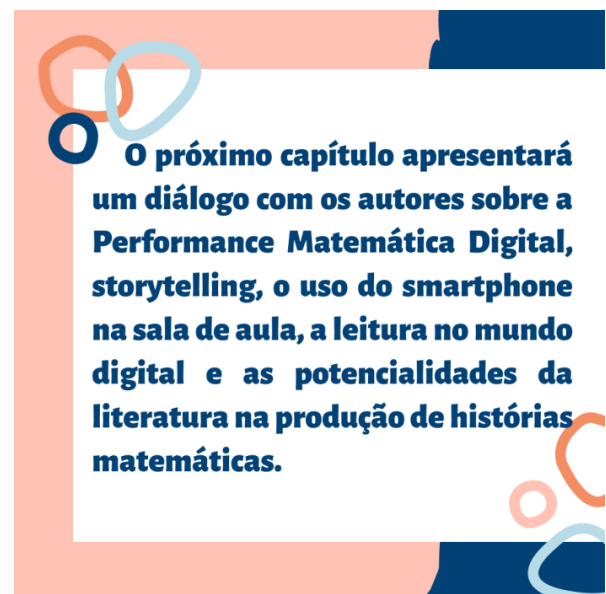 O próximo capítulo apresentará
um diálogo com os autores sobre a
Performance Matemática Digital,
storytelling, o uso do smartphone
na sala de aula, a leitura no mundo
digital e as potencialidades da
literatura na produção de histórias
matemáticas.